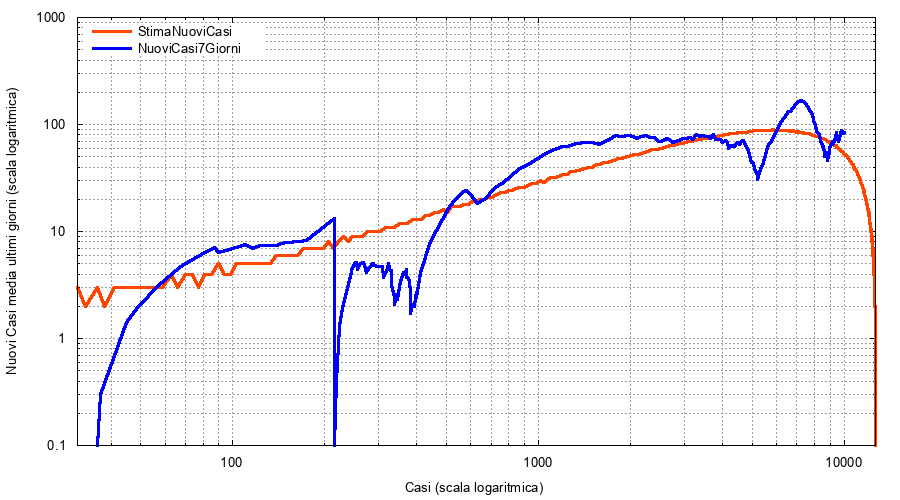 1000
StimaNuoviCasi
NuoviCasi7Giorni
100
10
1
0.1
Nuovi Casi media ultimi giorni (scala logaritmica)
100
1000
10000
Casi (scala logaritmica)